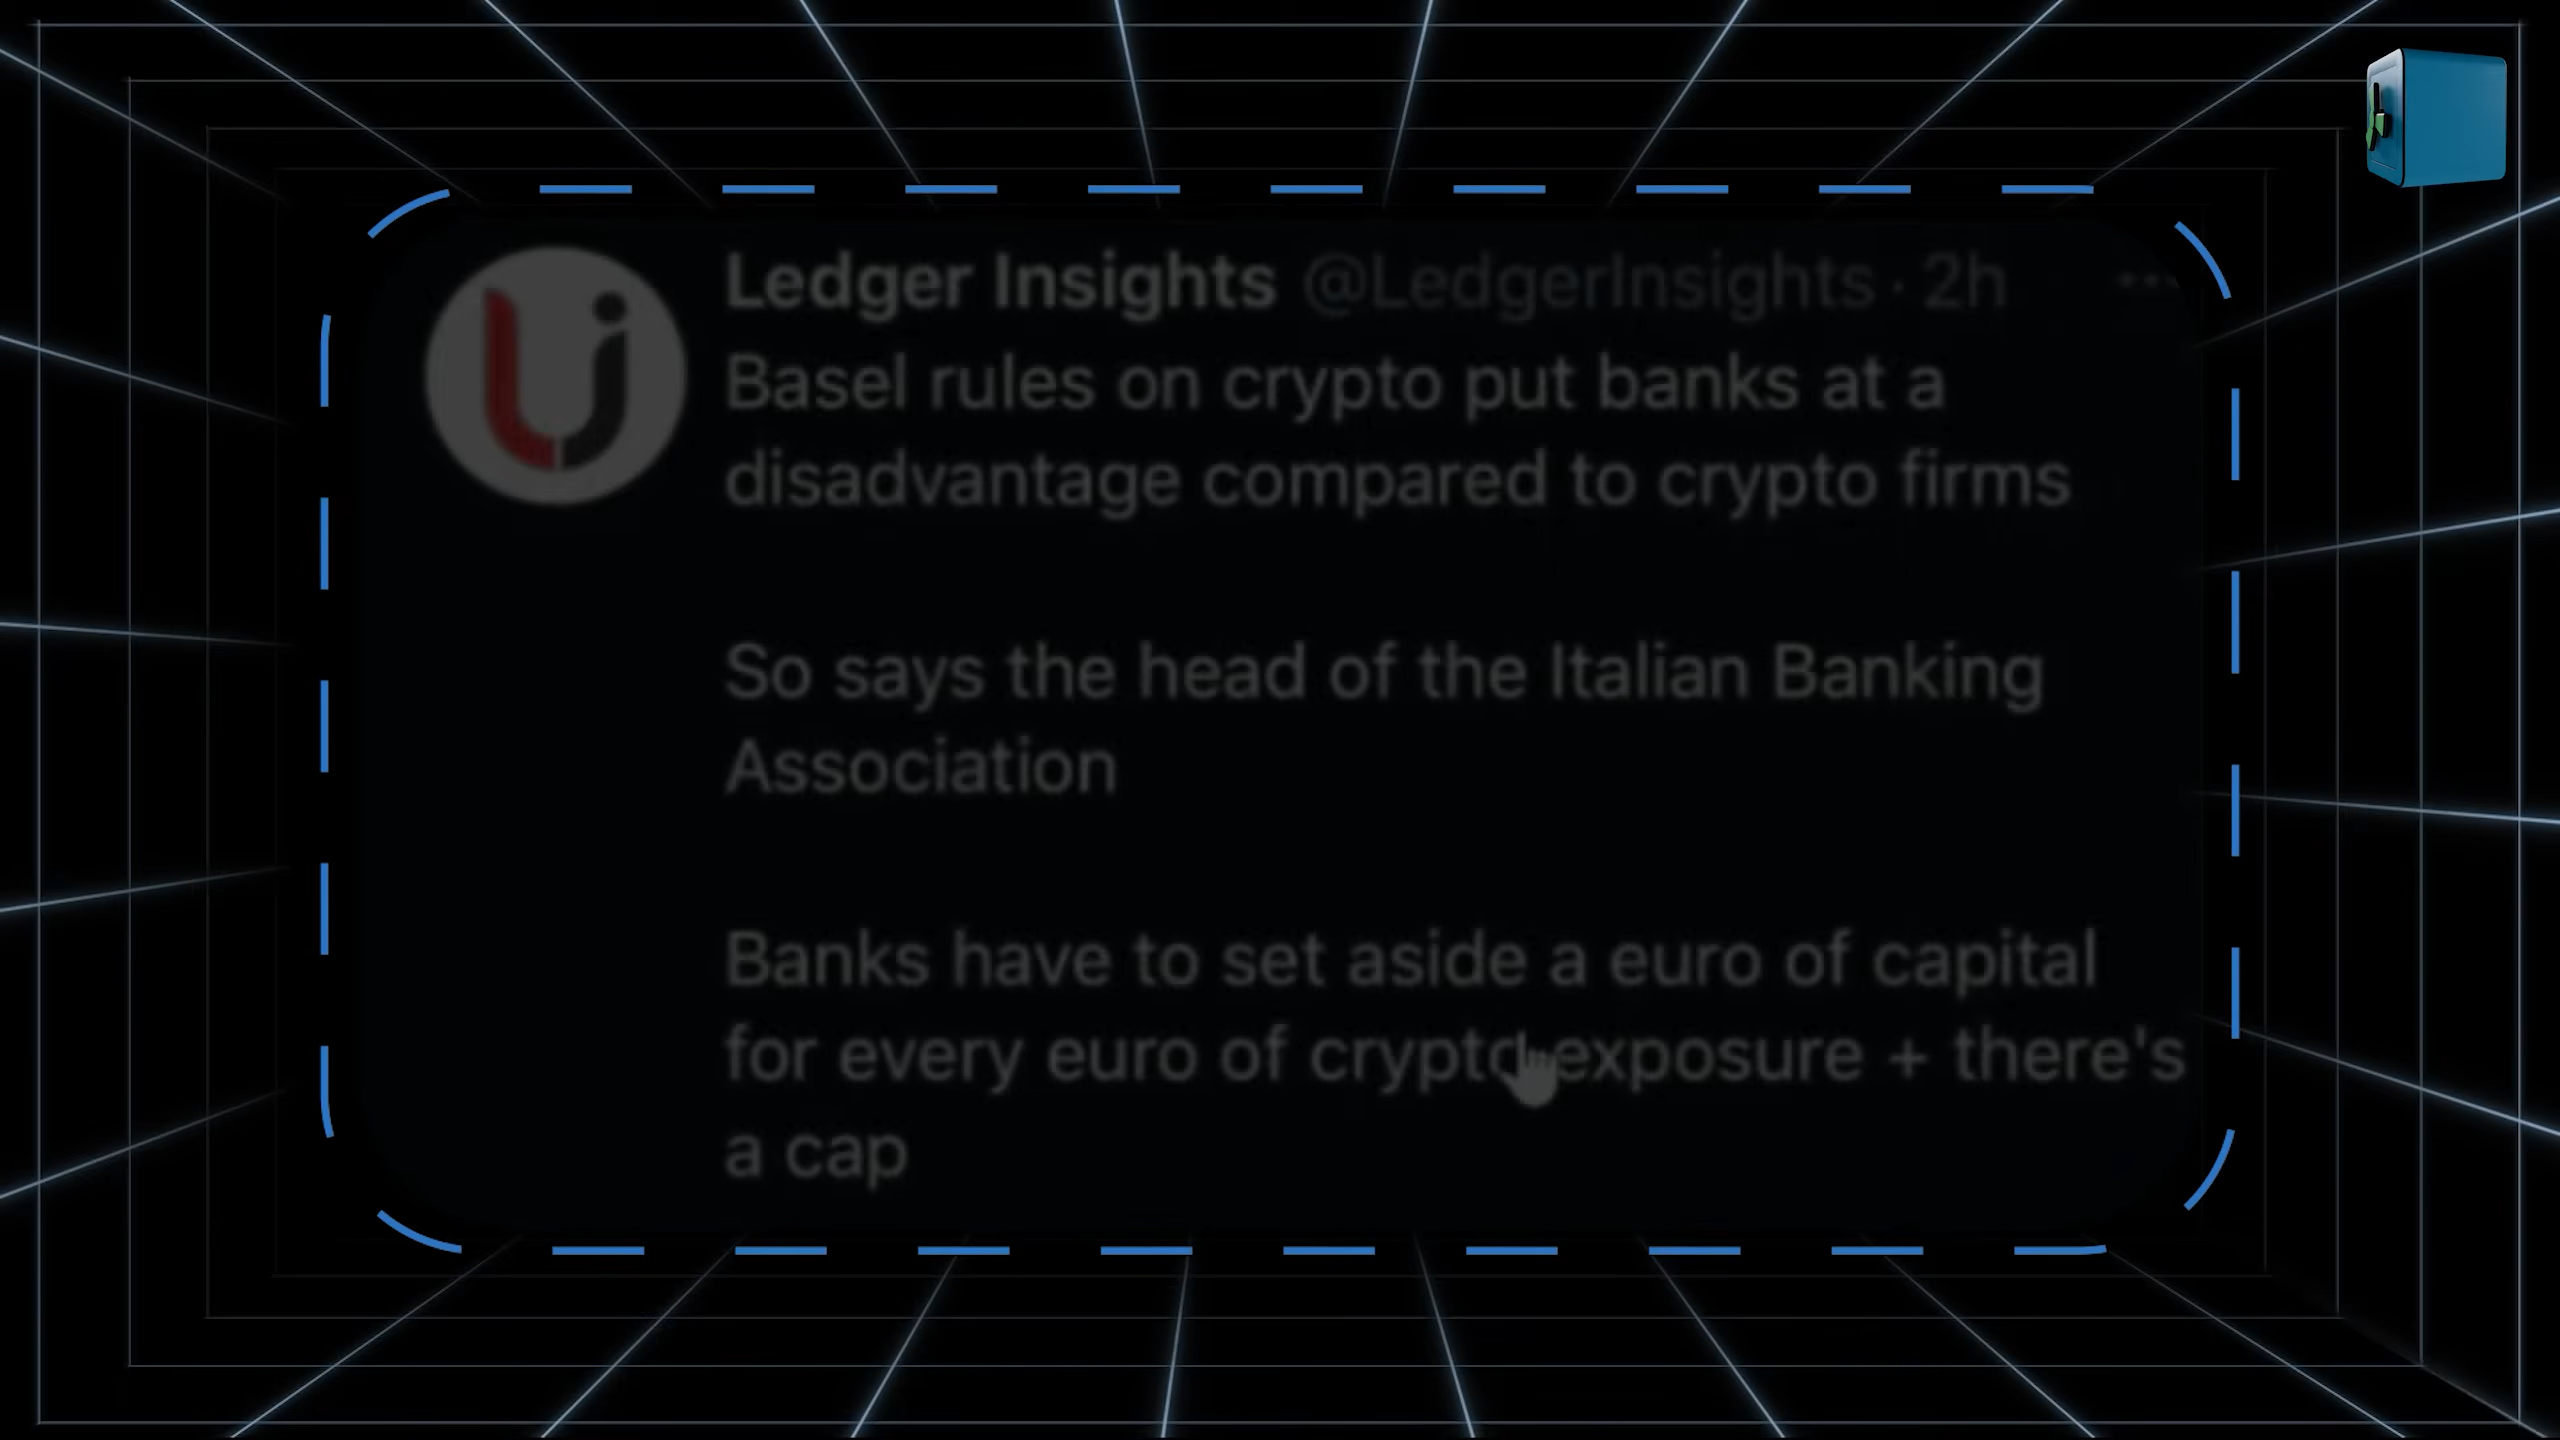 Ledger Insights @LedgerInsights · 2h
Basel rules on crypto put banks at a
disadvantage compared to crypto firms
So says the head of the Italian Banking
Association
Banks have to set aside a euro of capital
for every euro of crypto exposure + there's
a cap